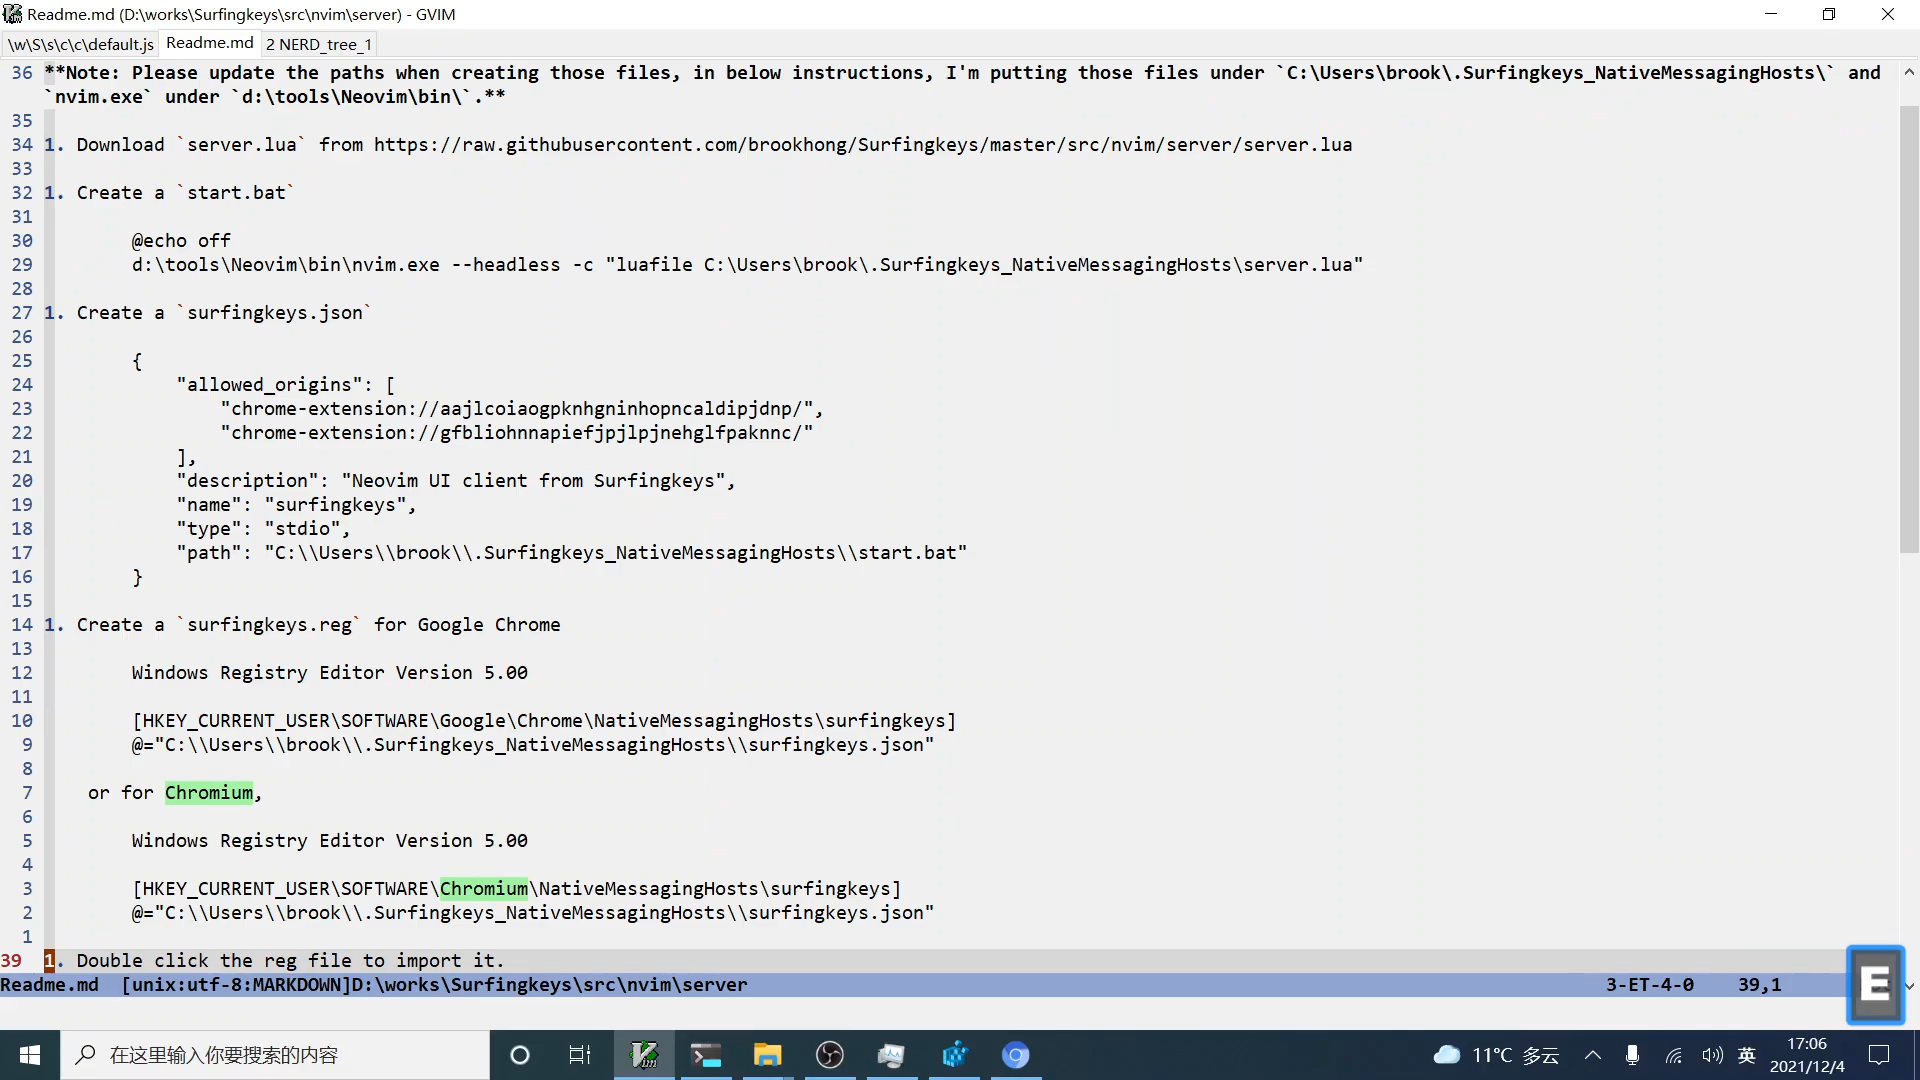 Readme.md (D:\works\Surfingkeys\src\nvim\server) - GVIM
\w\S\s\c\c\default.js Readme.md 2 NERD_tree_1
36 **Note: Please update the paths when creating those files, in below instructions, I'm putting those files under `C:\Users\brook\.Surfingkeys_NativeMessagingHosts\` and
`nvim.exe` under `d:\tools\Neovim\bin\`.**
35
34 1. Download `server.lua` from https://raw.githubusercontent.com/brookhong/Surfingkeys/master/src/nvim/server/server.lua
33
32 1. Create a `start.bat`
31
30 @echo off
29 d:\tools\Neovim\bin\nvim.exe --headless -c "luafile C:\Users\brook\.Surfingkeys_NativeMessagingHosts\server.lua"
28
27 1. Create a `surfingkeys.json`
26
25 {
24 "allowed_origins": [
23 "chrome-extension://aajlcoiaogpknhgninhopncaldipjdnp/",
22 "chrome-extension://gfbliohnnapiefjpjlpjnehglfpaknnc/"
21 ],
20 "description": "Neovim UI client from Surfingkeys",
19 "name": "surfingkeys",
18 "type": "stdio",
17 "path": "C:\\Users\\brook\\.Surfingkeys_NativeMessagingHosts\\start.bat"
16 }
15
14 1. Create a `surfingkeys.reg` for Google Chrome
13
12 Windows Registry Editor Version 5.00
11
10 [HKEY_CURRENT_USER\SOFTWARE\Google\Chrome\NativeMessagingHosts\surfingkeys]
9 @="C:\\Users\\brook\\.Surfingkeys_NativeMessagingHosts\\surfingkeys.json"
8
7 or for Chromium,
6
5 Windows Registry Editor Version 5.00
4
3 [HKEY_CURRENT_USER\SOFTWARE\Chromium\NativeMessagingHosts\surfingkeys]
2 @="C:\\Users\\brook\\.Surfingkeys_NativeMessagingHosts\\surfingkeys.json"
1
39 1. Double click the reg file to import it.
Readme.md [unix:utf-8:MARKDOWN]D:\works\Surfingkeys\src\nvim\server 3-ET-4-0 39,1
E
在这里输入你要搜索的内容
11°C 多云
英
17:06
2021/12/4